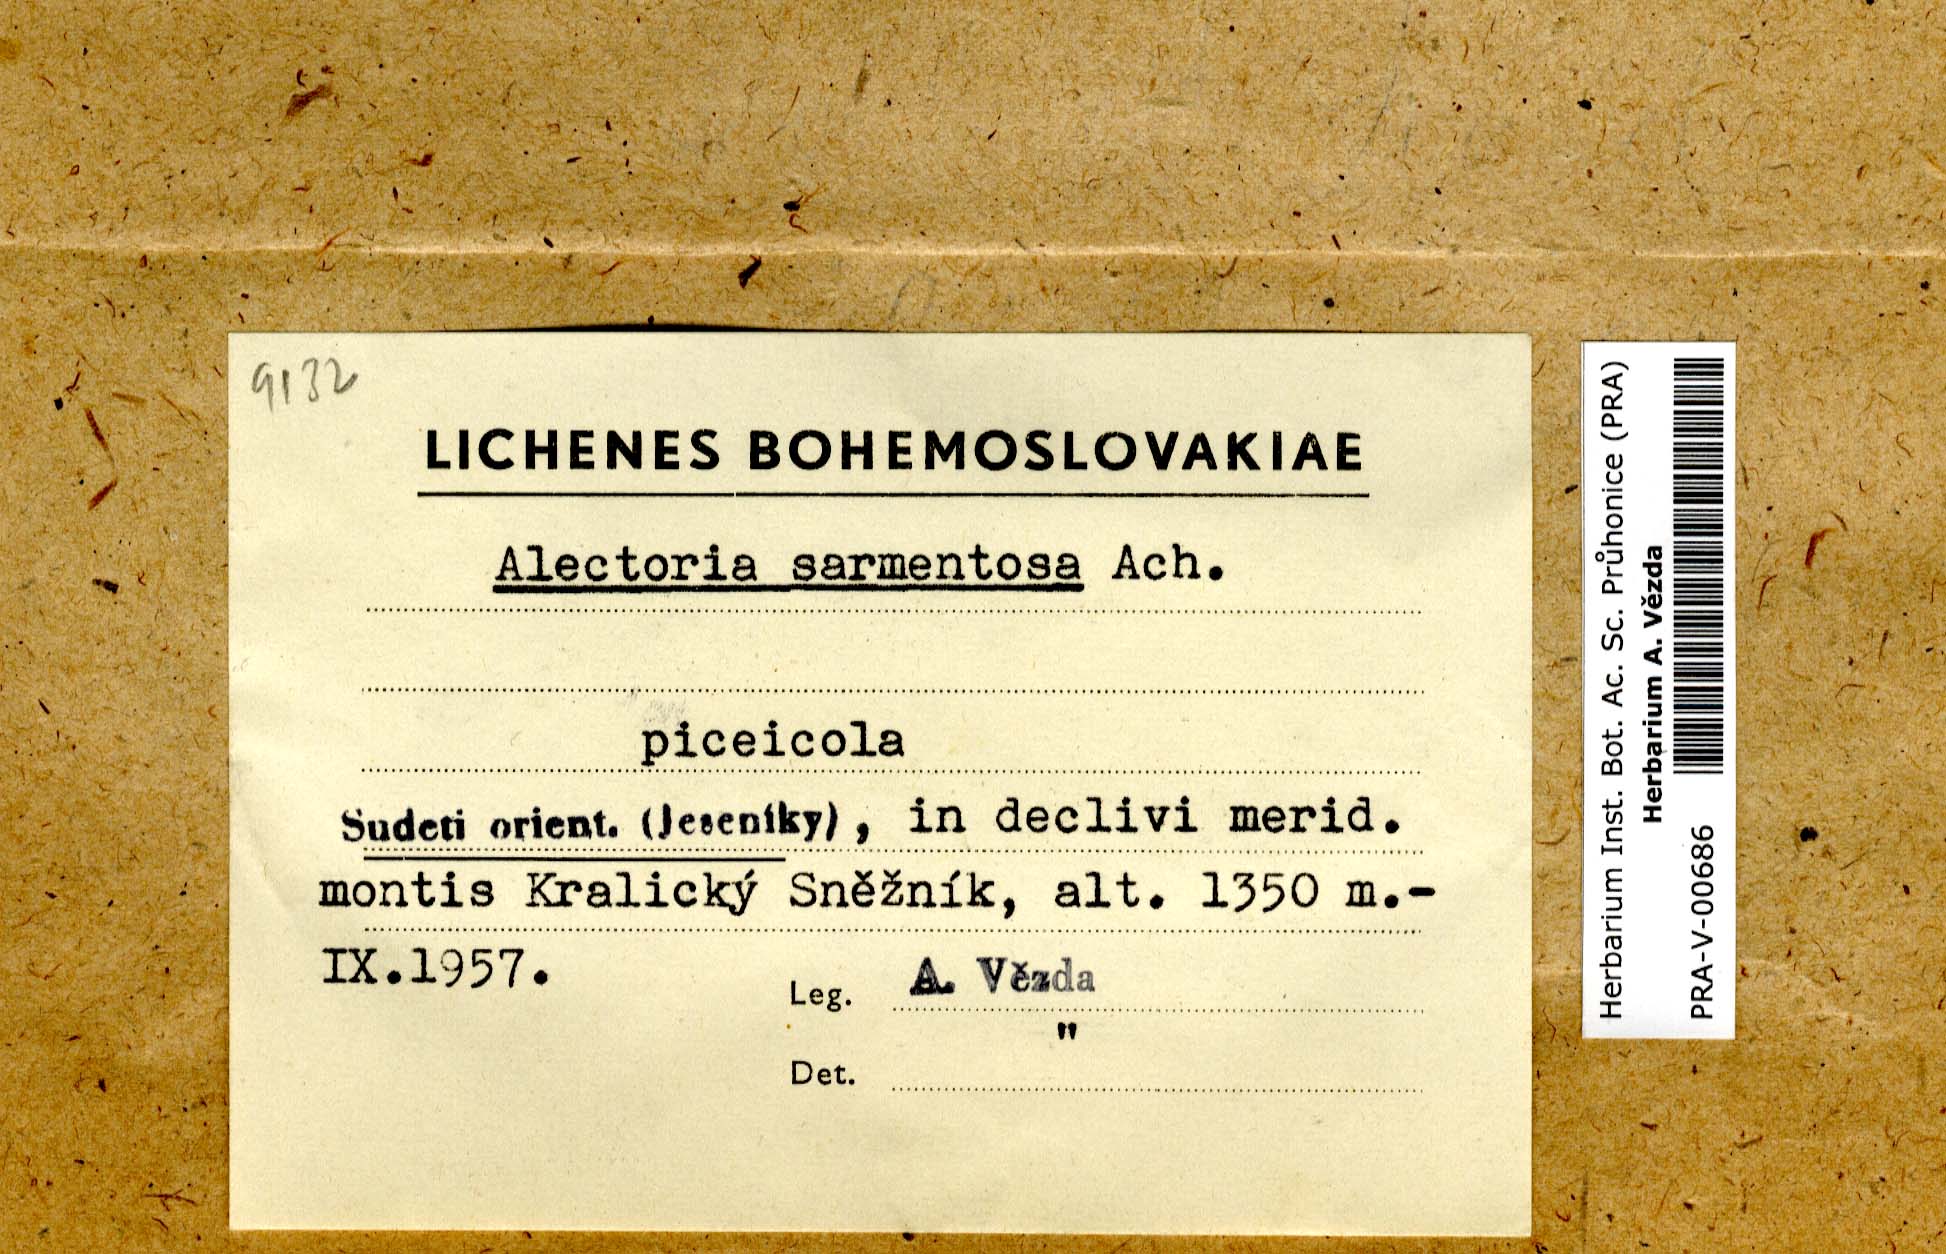 9132
LICHENES BOHEMOSLOVAKIAE
Alectoria sarmentosa Ach.
piceicola
Sudeti orient. (Jeseníky), in declivi merid.
montis Kralický Sněžník, alt. 1350 m.-
IX.1957.
Leg. A. Vězda
"
Det.
Herbarium Inst. Bot. Ac. Sc. Průhonice (PRA)
Herbarium A. Vězda
PRA-V-00686